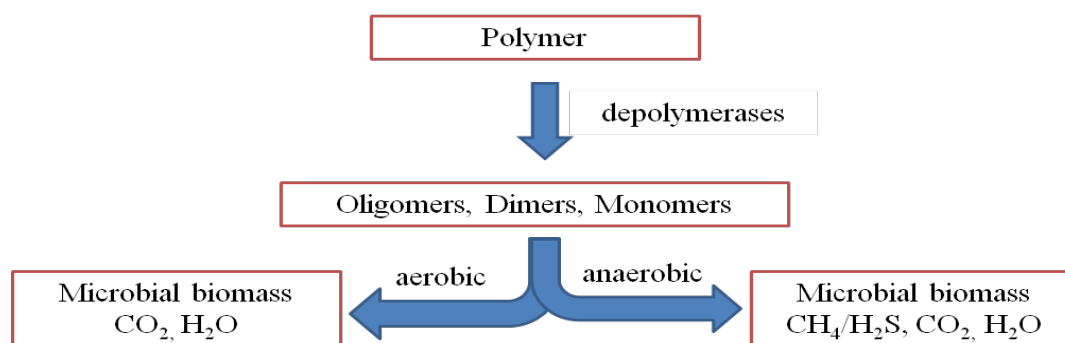 Polymer
depolymerases
Oligomers, Dimers, Monomers
aerobic
anaerobic
Microbial biomass
CO₂, H₂O
Microbial biomass
CH₄/H₂S, CO₂, H₂O